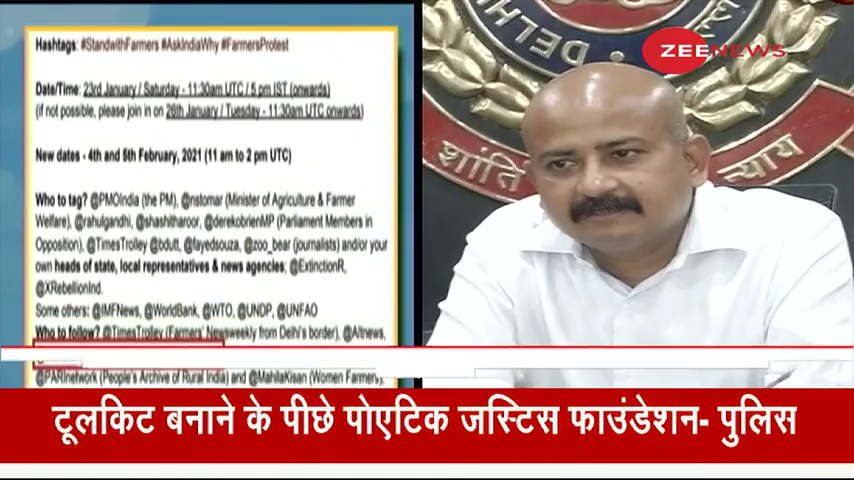 Hashtags: #StandwithFarmers #AskIndiaWhy #FarmersProtest
Date/Time: 23rd January / Saturday - 11:30am UTC / 5 pm IST (onwards)
(if not possible, please join in on 26th January / Tuesday - 11:30am UTC onwards)
New dates - 4th and 5th February, 2021 (11 am to 2 pm UTC)
Who to tag? @PMOIndia (the PM), @nstomar (Minister of Agriculture & Farmer
Welfare), @rahulgandhi, @shashitharoor, @derekobrienMP (Parliament Members in
Opposition), @TimesTrolley @bdutt, @fayedsouza, @zoo_bear (journalists) and/or your
own heads of state, local representatives & news agencies; @ExtinctionR,
@XRebellionInd.
Some others: @IMFNews, @WorldBank, @WTO, @UNDP, @UNFAO
Who to follow? @TimesTrolley (Farmers' Newsweekly from Delhi's border), @Altnews,
@PARInetwork (People's Archive of Rural India) and @MahilaKisan (Women Farmers),
ZEE NEWS
DELHI
शांति
न्याय
टूलकिट बनाने के पीछे पोएटिक जस्टिस फाउंडेशन- पुलिस